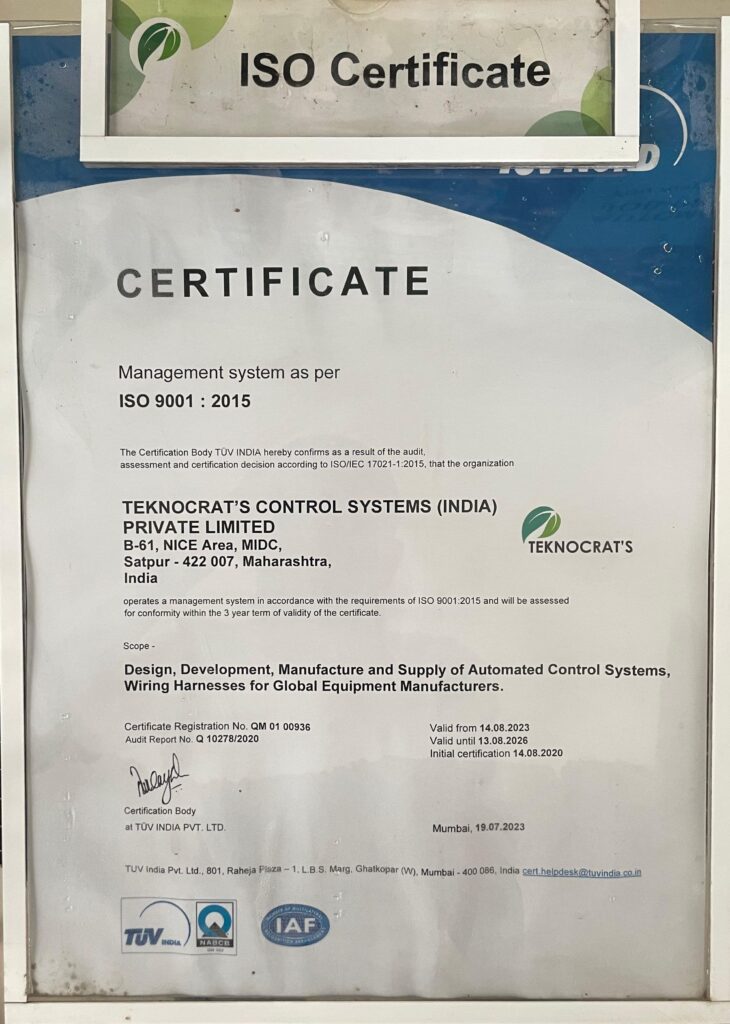 ISO Certificate
TÜV NORD
CERTIFICATE
Management system as per
ISO 9001 : 2015
The Certification Body TÜV INDIA hereby confirms as a result of the audit,
assessment and certification decision according to ISO/IEC 17021-1:2015, that the organization
TEKNOCRAT'S CONTROL SYSTEMS (INDIA)
PRIVATE LIMITED
B-61, NICE Area, MIDC,
Satpur - 422 007, Maharashtra,
India
TEKNOCRAT'S
operates a management system in accordance with the requirements of ISO 9001:2015 and will be assessed
for conformity within the 3 year term of validity of the certificate.
Scope -
Design, Development, Manufacture and Supply of Automated Control Systems,
Wiring Harnesses for Global Equipment Manufacturers.
Certificate Registration No. QM 01 00936
Audit Report No. Q 10278/2020
Valid from 14.08.2023
Valid until 13.08.2026
Initial certification 14.08.2020
Certification Body
at TÜV INDIA PVT. LTD.
Mumbai, 19.07.2023
TUV India Pvt. Ltd., 801, Raheja Plaza – 1, L.B.S. Marg, Ghatkopar (W), Mumbai - 400 086, India cert.helpdesk@tuvindia.co.in
TÜV INDIA
NABCB
IAF